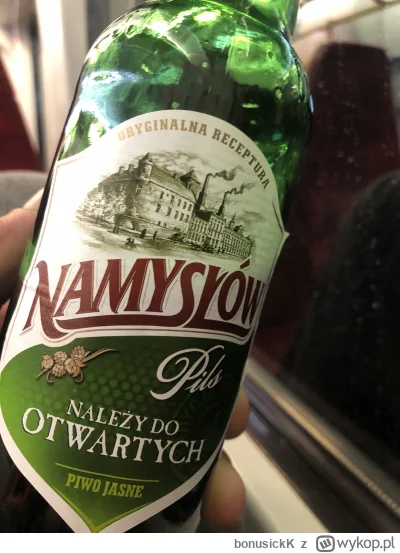 ORYGINALNA RECEPTURA
NAMYSŁÓW
Pils
NALEŻY DO
OTWARTYCH
PIWO JASNE
bonusickK z wykop.pl